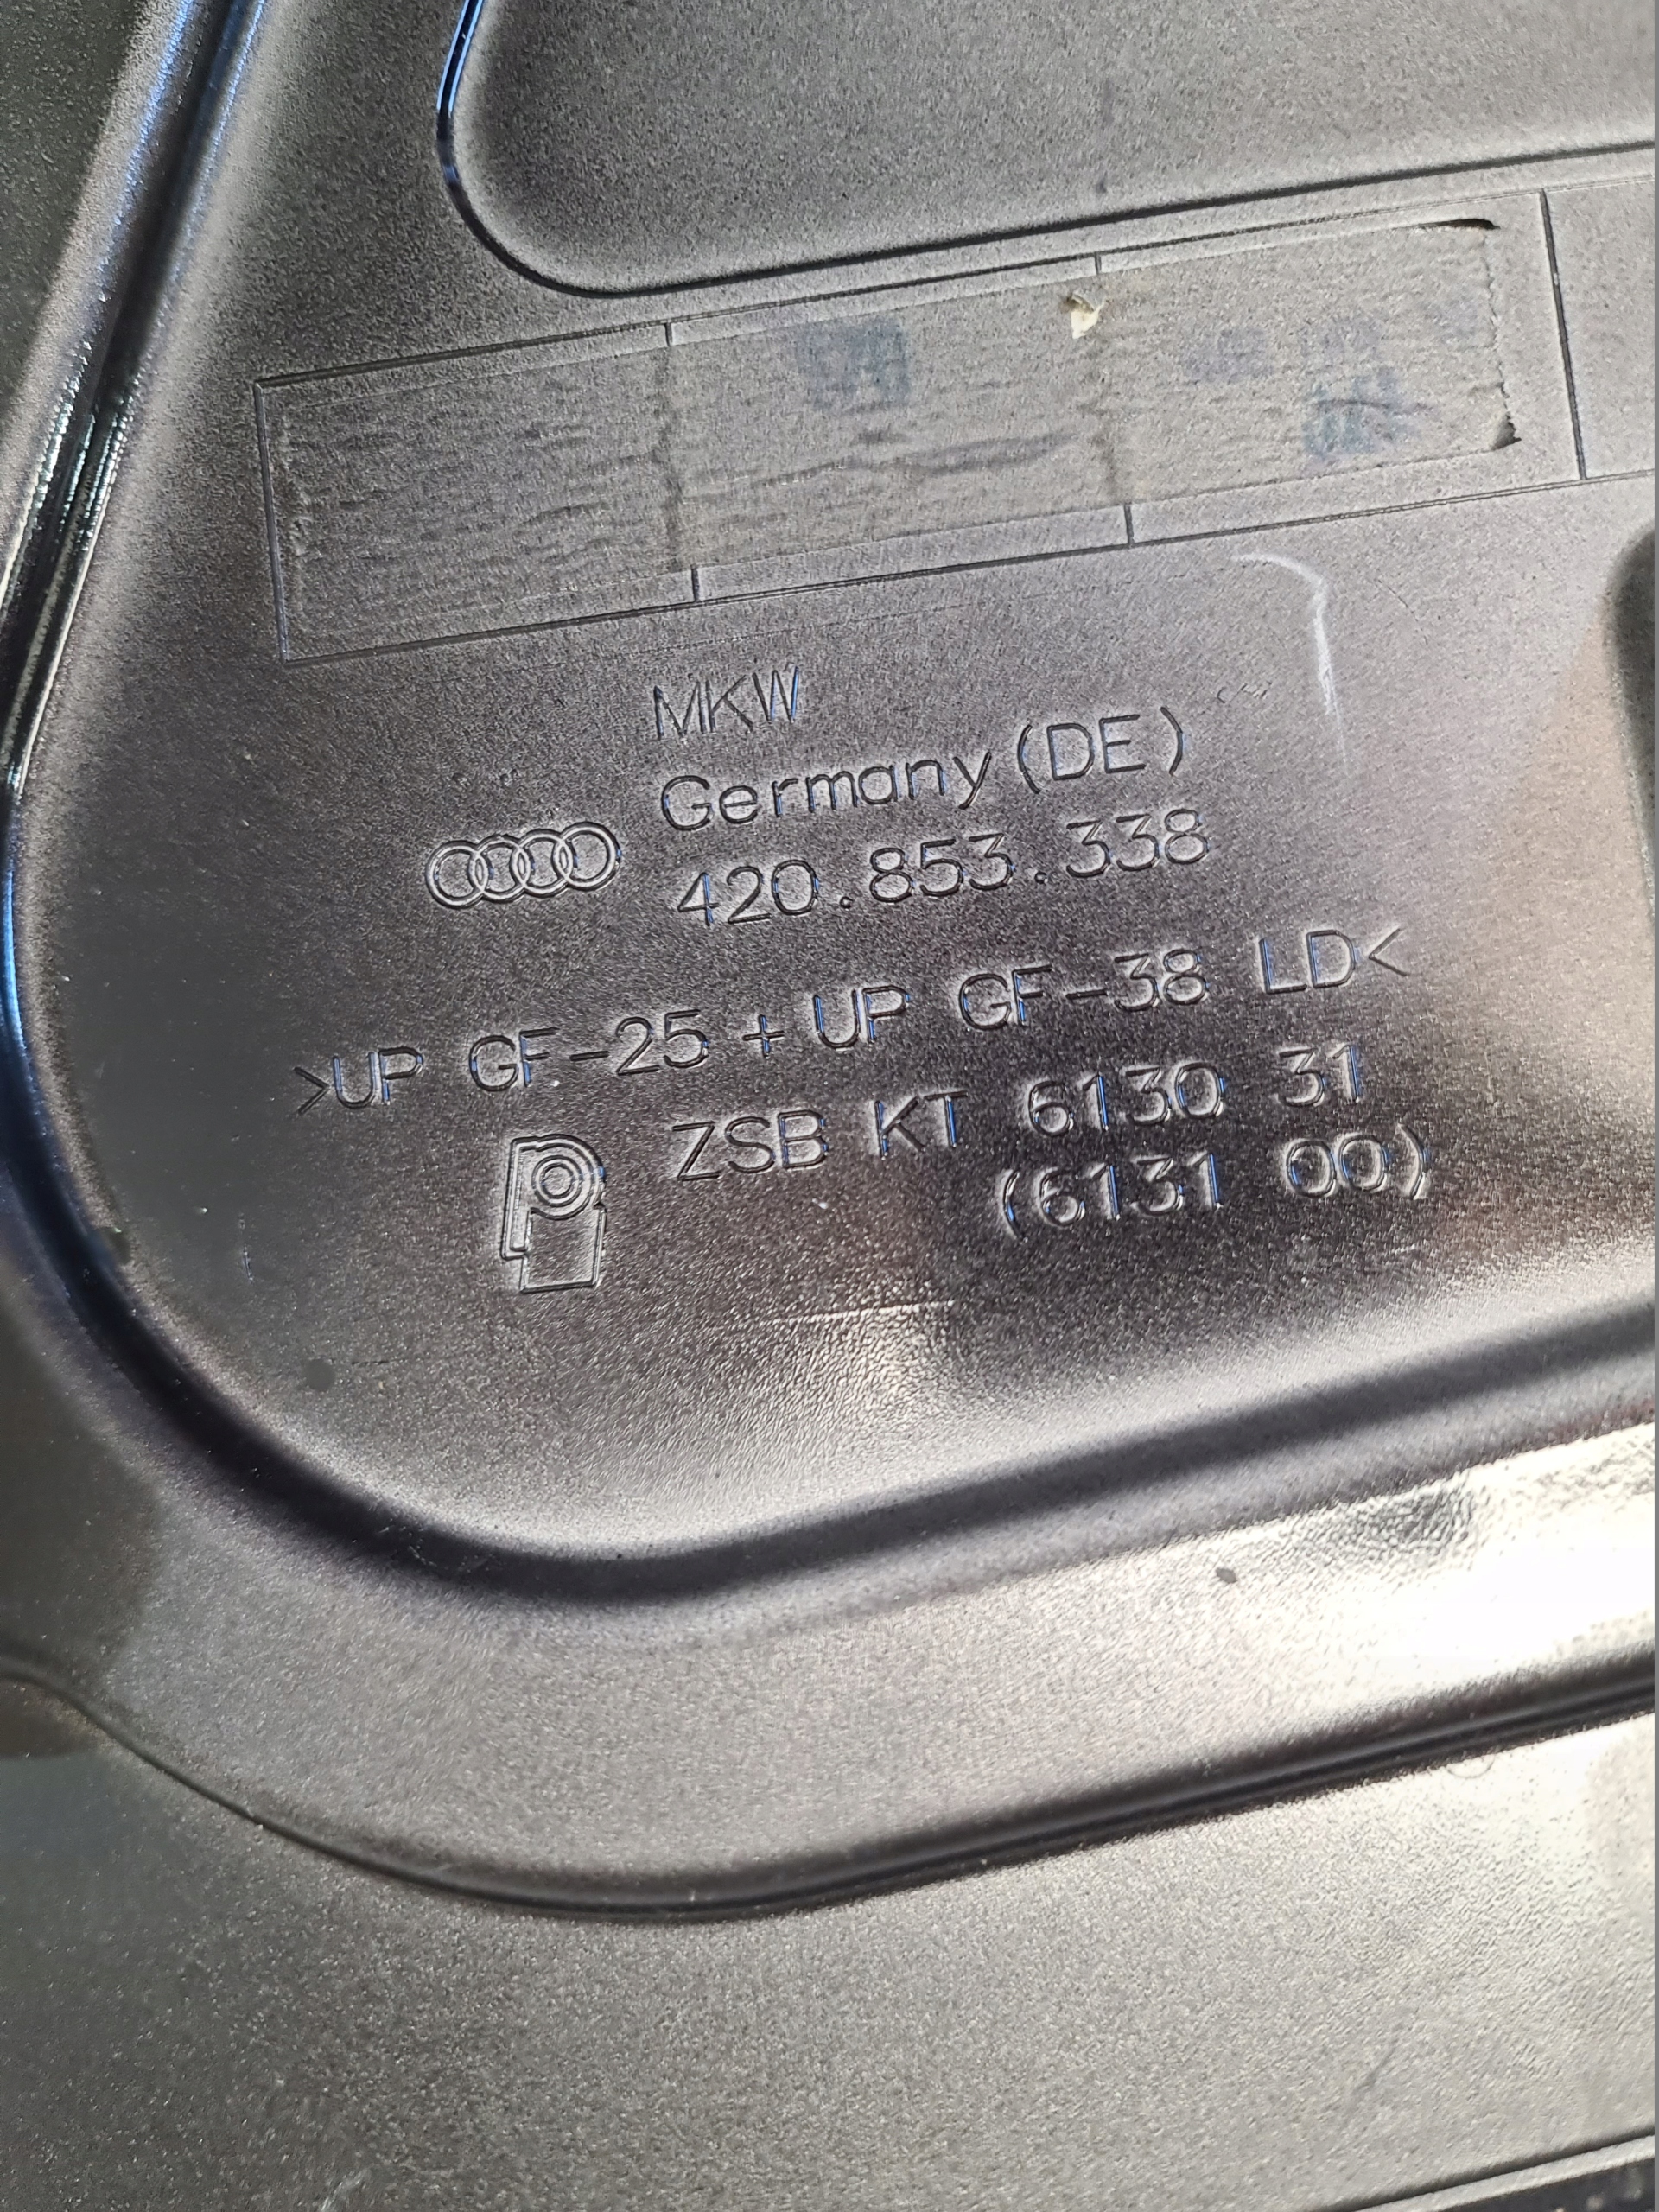 MKW
Germany (DE)
420.853.338
>UP GF-25 + UP GF-38 LD<
ZSB KT 6130 31
(6131 00)